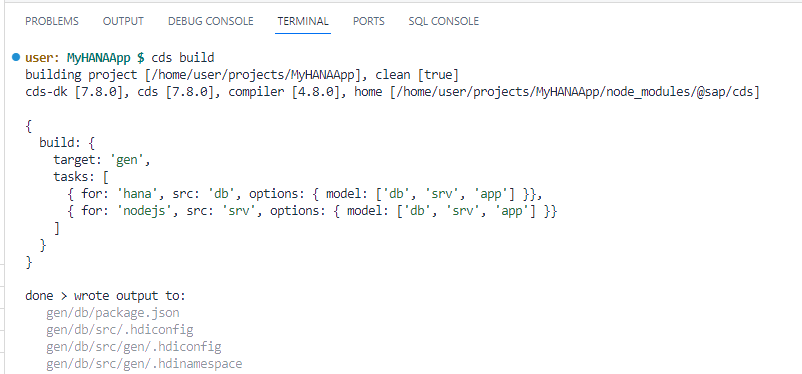 PROBLEMS OUTPUT DEBUG CONSOLE TERMINAL PORTS SQL CONSOLE
user: MyHANAApp $ cds build
building project [/home/user/projects/MyHANAApp], clean [true]
cds-dk [7.8.0], cds [7.8.0], compiler [4.8.0], home [/home/user/projects/MyHANAApp/node_modules/@sap/cds]
{
build: {
target: 'gen',
tasks: [
{ for: 'hana', src: 'db', options: { model: ['db', 'srv', 'app'] }},
{ for: 'nodejs', src: 'srv', options: { model: ['db', 'srv', 'app'] }}
]
}
}
done > wrote output to:
gen/db/package.json
gen/db/src/.hdiconfig
gen/db/src/gen/.hdiconfig
gen/db/src/gen/.hdinamespace